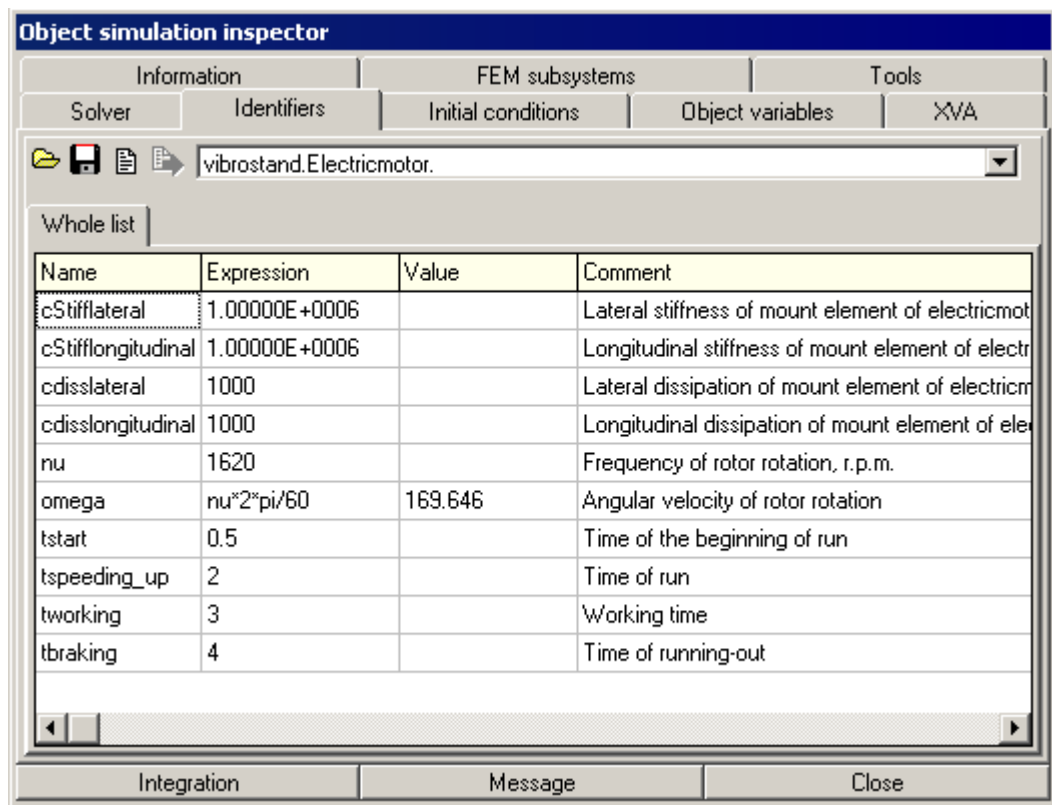 Object simulation inspector
Information FEM subsystems Tools
Solver Identifiers Initial conditions Object variables XVA
vibrostand.Electricmotor.
Whole list
Name Expression Value Comment
cStifflateral 1.00000E+0006 Lateral stiffness of mount element of electricmot
cStifflongitudinal 1.00000E+0006 Longitudinal stiffness of mount element of electr
cdisslateral 1000 Lateral dissipation of mount element of electricm
cdisslongitudinal 1000 Longitudinal dissipation of mount element of ele
nu 1620 Frequency of rotor rotation, r.p.m.
omega nu*2*pi/60 169.646 Angular velocity of rotor rotation
tstart 0.5 Time of the beginning of run
tspeeding_up 2 Time of run
tworking 3 Working time
tbraking 4 Time of running-out
Integration Message Close